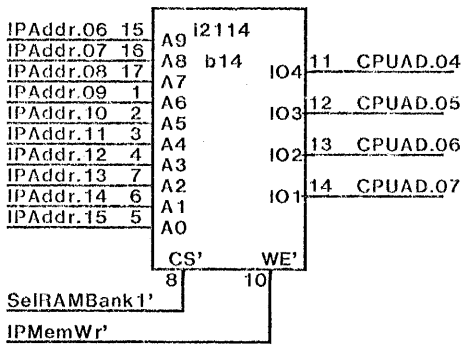 IPAddr.06 15 A9 i2114
IPAddr.07 16 A8 b14 IO4 11 CPUAD.04
IPAddr.08 17 A7
IPAddr.09 1 A6 IO3 12 CPUAD.05
IPAddr.10 2 A5
IPAddr.11 3 A4 IO2 13 CPUAD.06
IPAddr.12 4 A3
IPAddr.13 7 A2 IO1 14 CPUAD.07
IPAddr.14 6 A1
IPAddr.15 5 A0
CS' WE'
8 10
SelRAMBank1'
IPMemWr'